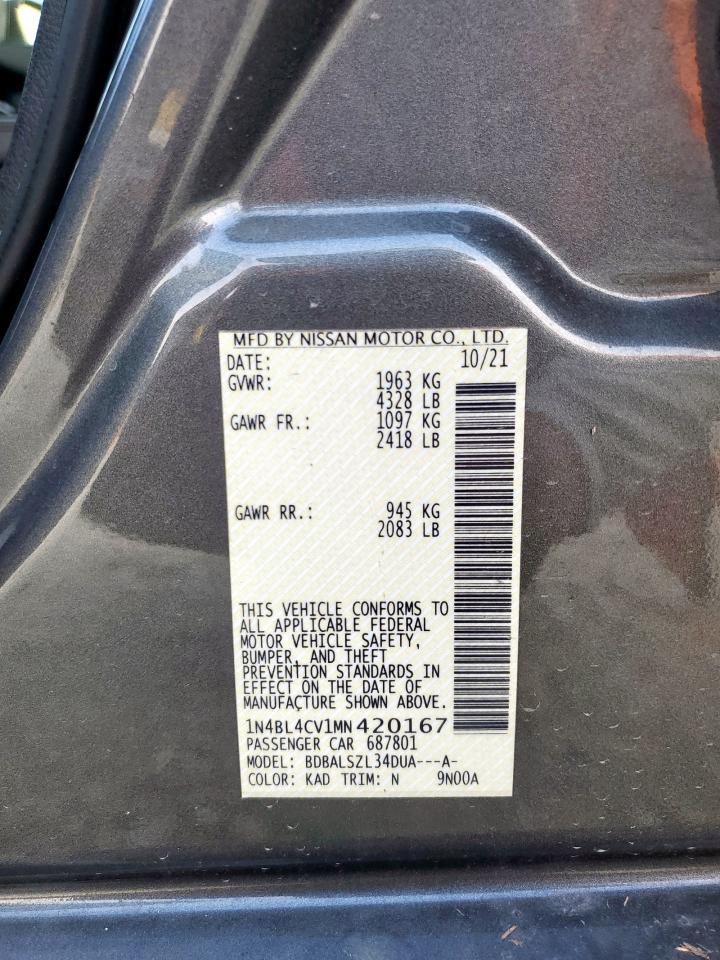 MFD BY NISSAN MOTOR CO., LTD.
DATE: 10/21
GVWR: 1963 KG
4328 LB
GAWR FR.: 1097 KG
2418 LB
GAWR RR.: 945 KG
2083 LB
THIS VEHICLE CONFORMS TO
ALL APPLICABLE FEDERAL
MOTOR VEHICLE SAFETY,
BUMPER, AND THEFT
PREVENTION STANDARDS IN
EFFECT ON THE DATE OF
MANUFACTURE SHOWN ABOVE.
1N4BL4CV1MN420167
PASSENGER CAR 687801
MODEL: BDBALSZL34DUA---A-
COLOR: KAD TRIM: N 9N00A